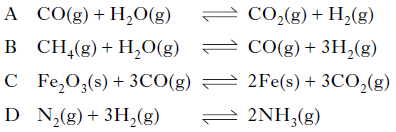 A CO(g) + H₂O(g) ⇌ CO₂(g) + H₂(g)
B CH₄(g) + H₂O(g) ⇌ CO(g) + 3H₂(g)
C Fe₂O₃(s) + 3CO(g) ⇌ 2Fe(s) + 3CO₂(g)
D N₂(g) + 3H₂(g) ⇌ 2NH₃(g)